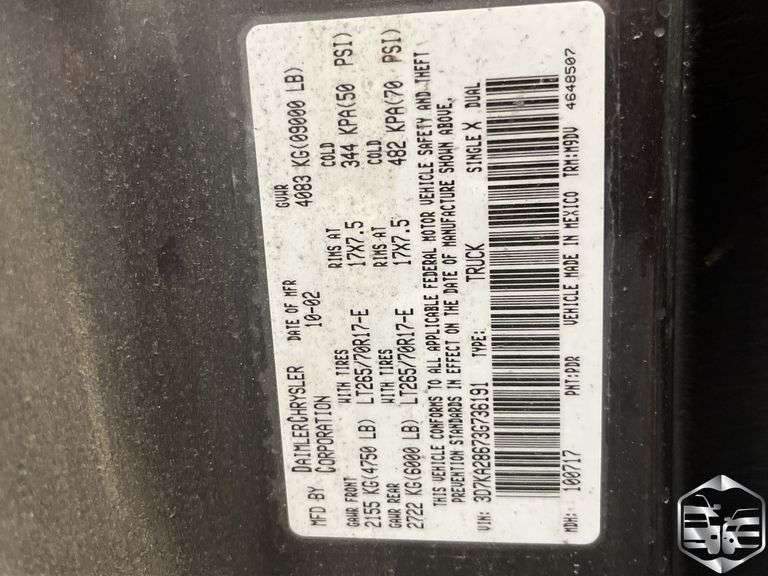 MFD BY DAIMLERCHRYSLER CORPORATION
DATE OF MFR 10-02
GVWR 4083 KG(09000 LB)
GAWR FRONT WITH TIRES RIMS AT COLD
2155 KG(4750 LB) LT265/70R17-E 17X7.5 344 KPA(50 PSI)
GAWR REAR WITH TIRES RIMS AT COLD
2722 KG(6000 LB) LT265/70R17-E 17X7.5 482 KPA(70 PSI)
THIS VEHICLE CONFORMS TO ALL APPLICABLE FEDERAL MOTOR VEHICLE SAFETY AND THEFT
PREVENTION STANDARDS IN EFFECT ON THE DATE OF MANUFACTURE SHOWN ABOVE.
VIN: 3D7KA28673G736191 TYPE: TRUCK SINGLE X DUAL
MDH: 100717 PNT:PDR VEHICLE MADE IN MEXICO TRM:M9DV 4648507